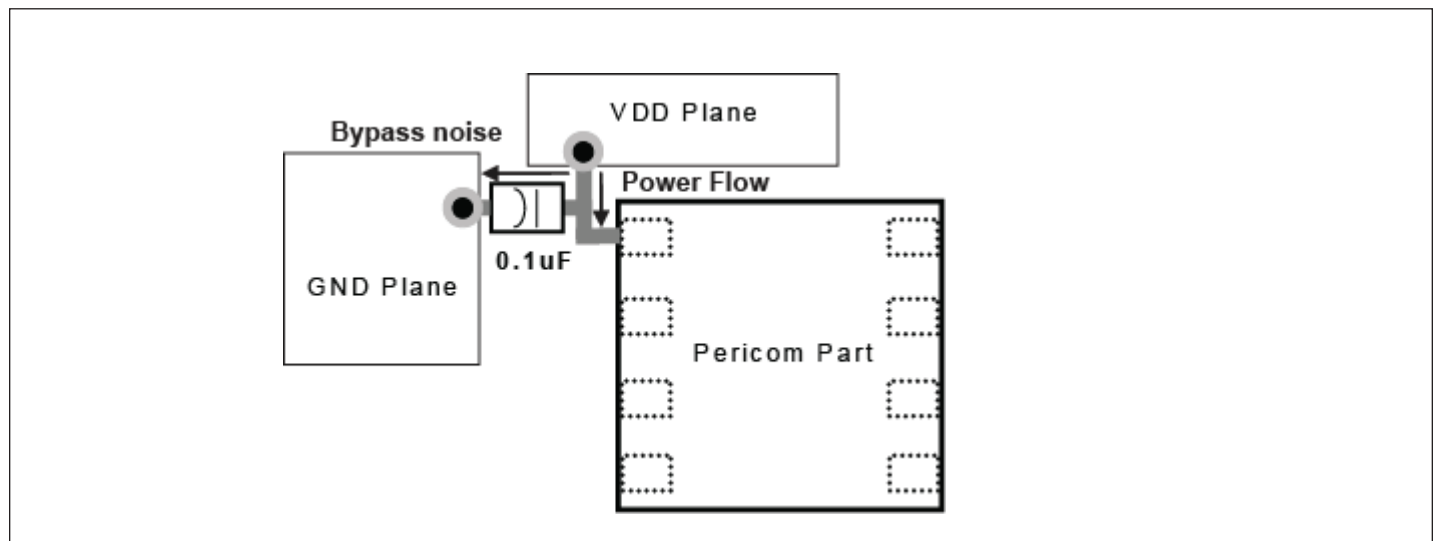 VDD Plane
Bypass noise
Power Flow
0.1uF
GND Plane
Pericom Part